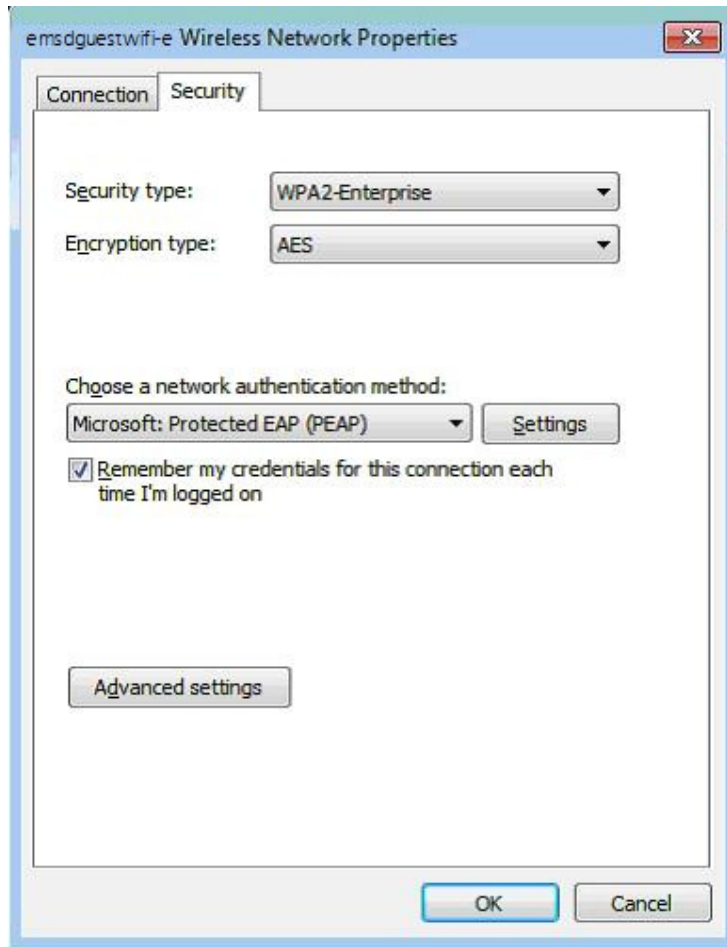 emsdguestwifi-e Wireless Network Properties
Connection
Security
Security type:
WPA2-Enterprise
Encryption type:
AES
Choose a network authentication method:
Microsoft: Protected EAP (PEAP)
Settings
Remember my credentials for this connection each
time I'm logged on
Advanced settings
OK
Cancel